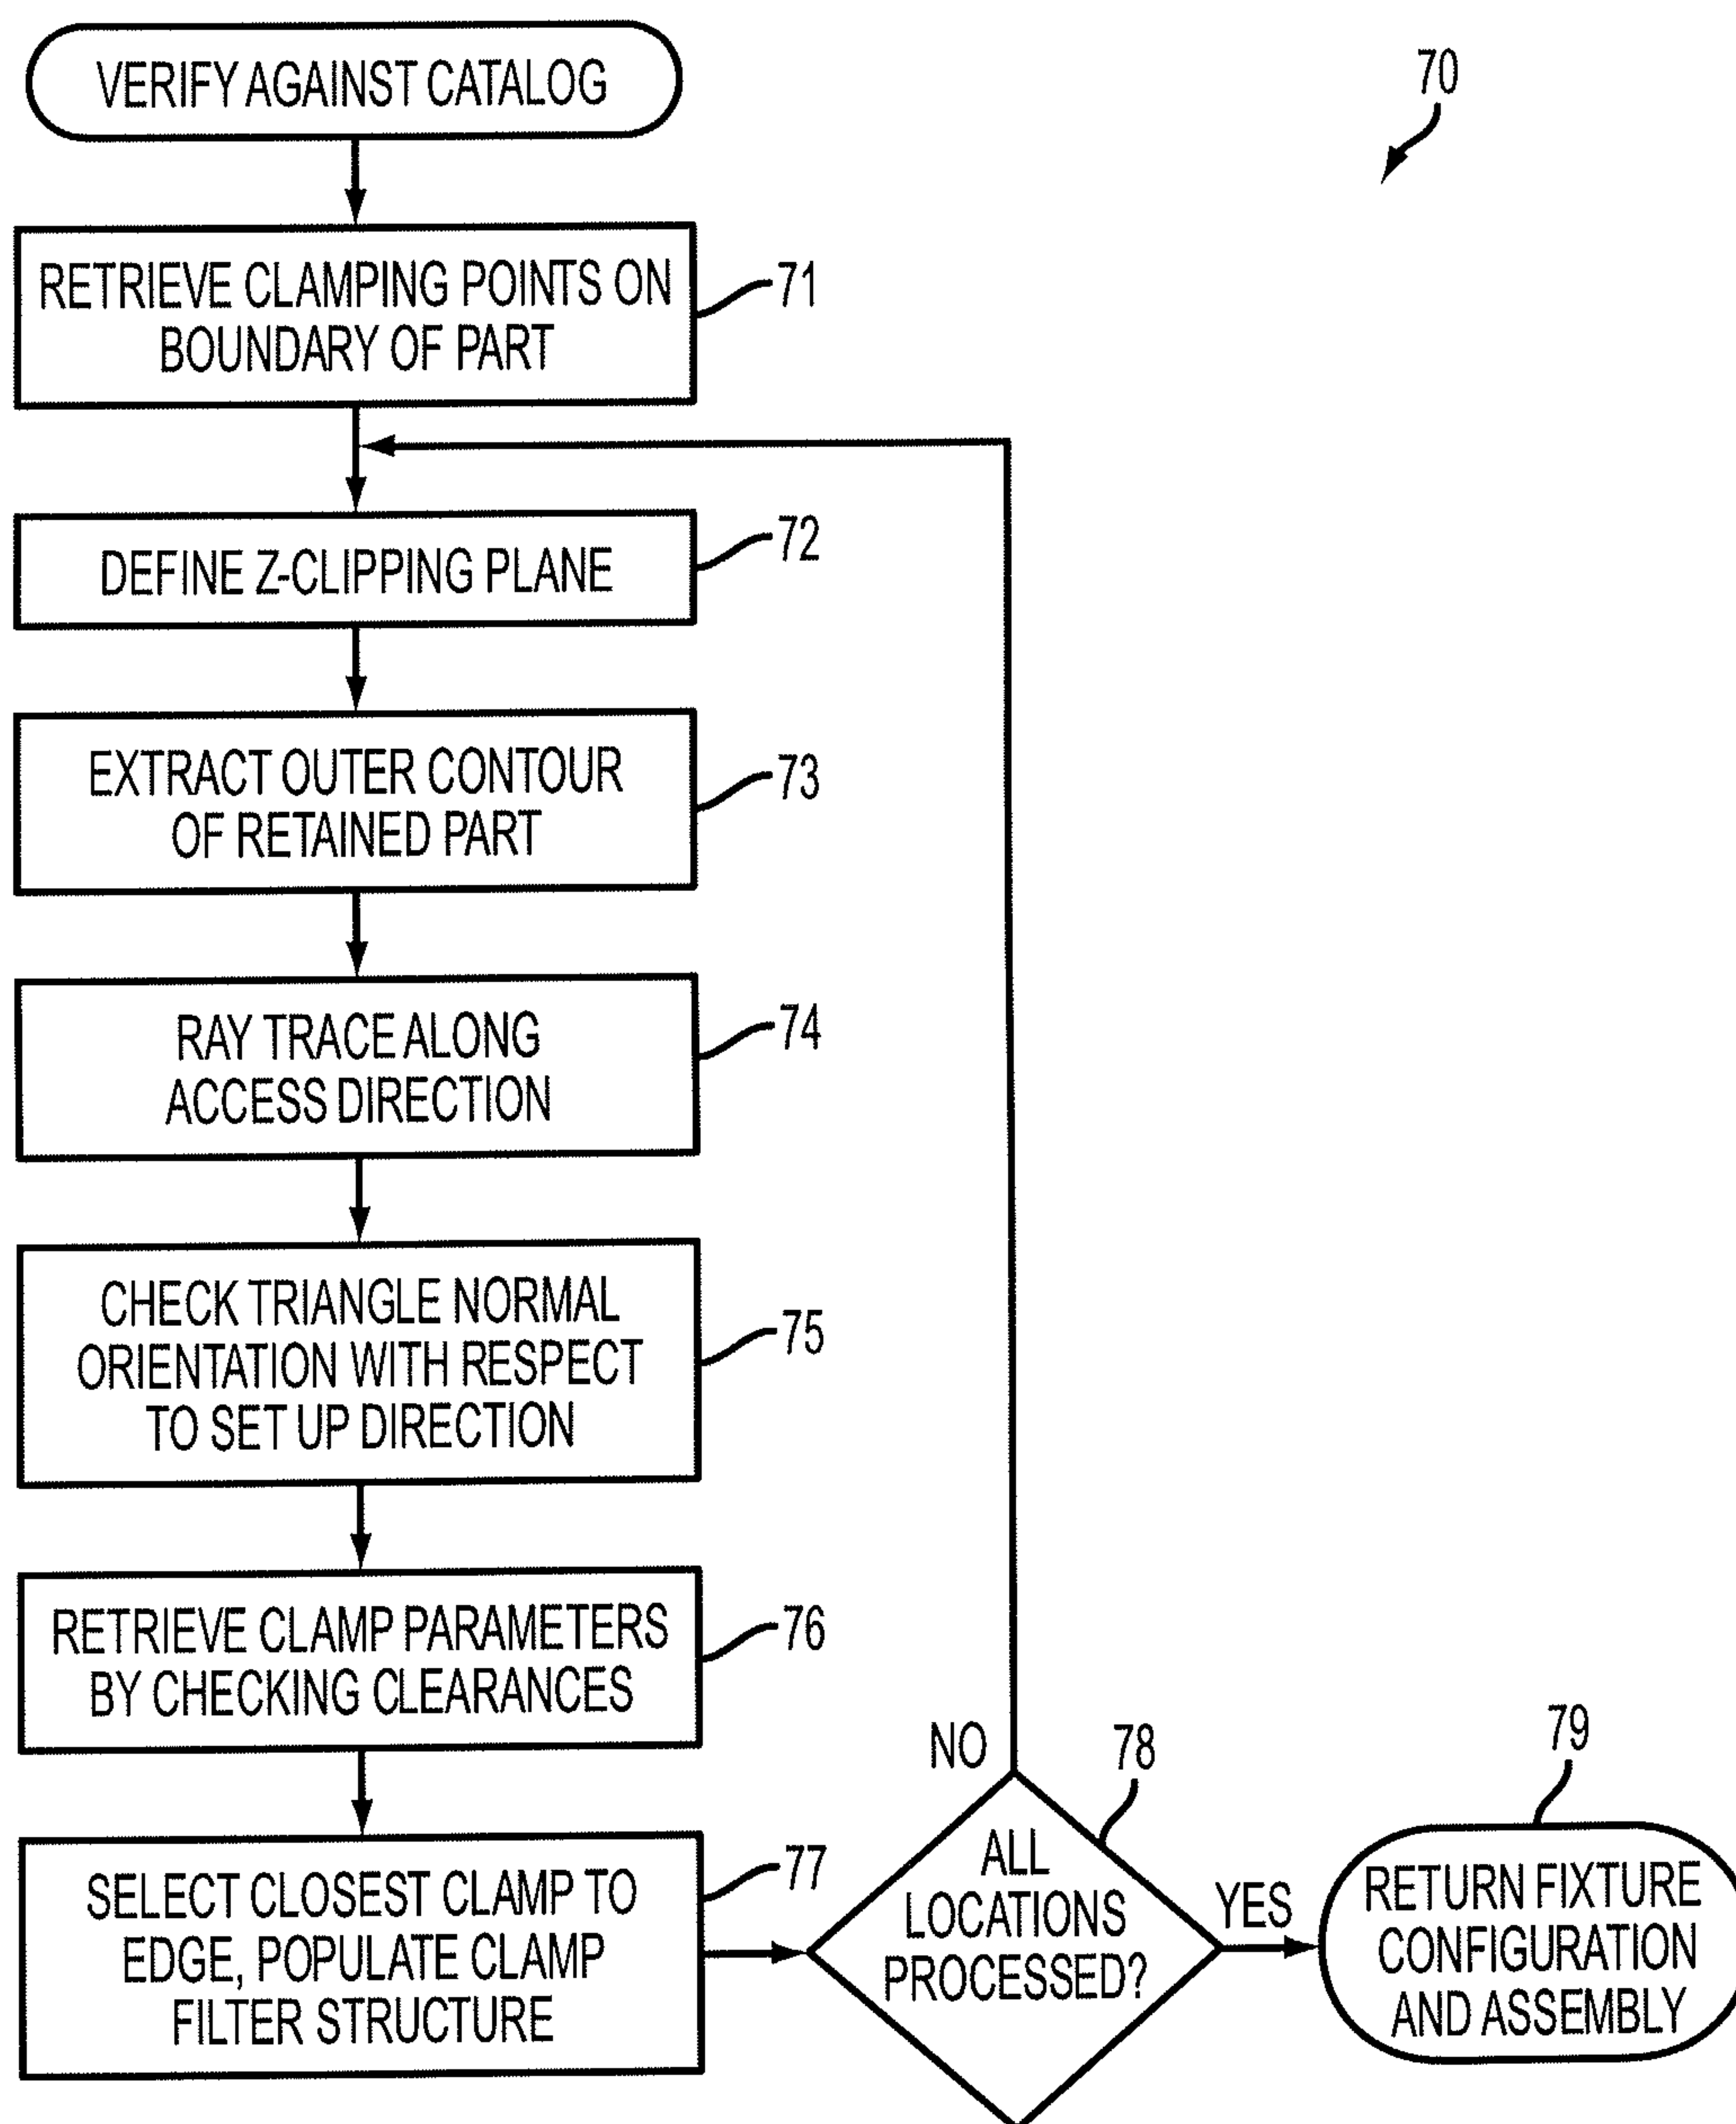 VERIFY AGAINST CATALOG
70
RETRIEVE CLAMPING POINTS ON
BOUNDARY OF PART
71
DEFINE Z-CLIPPING PLANE
72
EXTRACT OUTER CONTOUR
OF RETAINED PART
73
RAY TRACE ALONG
ACCESS DIRECTION
74
CHECK TRIANGLE NORMAL
ORIENTATION WITH RESPECT
TO SET UP DIRECTION
75
RETRIEVE CLAMP PARAMETERS
BY CHECKING CLEARANCES
76
SELECT CLOSEST CLAMP TO
EDGE, POPULATE CLAMP
FILTER STRUCTURE
77
NO
78
ALL
LOCATIONS
PROCESSED?
YES
79
RETURN FIXTURE
CONFIGURATION
AND ASSEMBLY